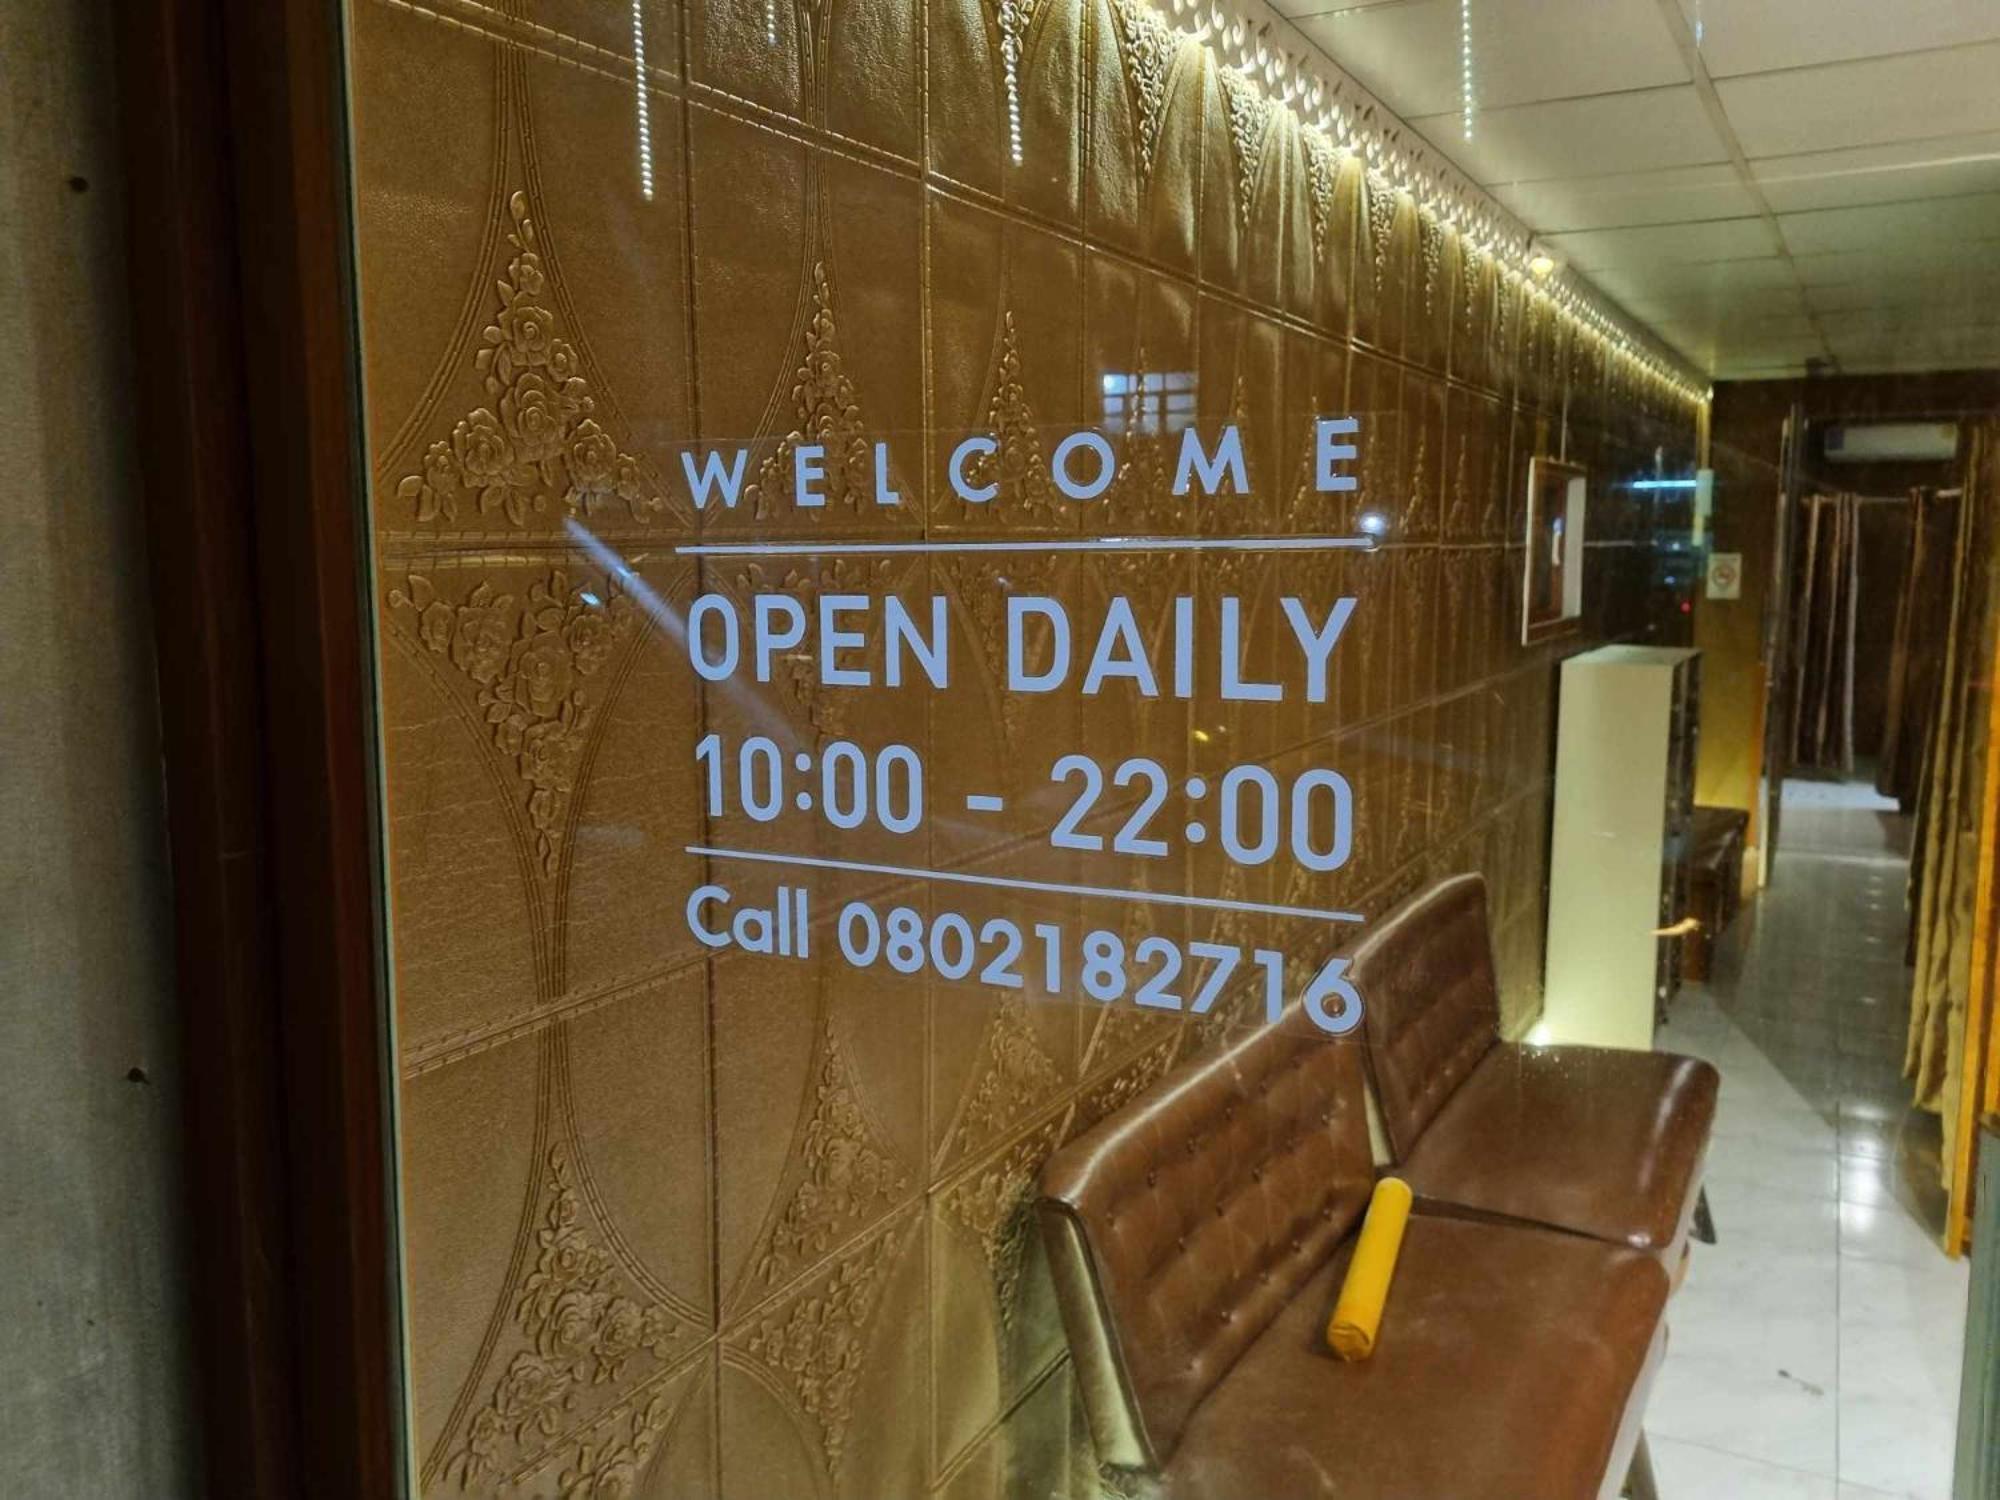 WELCOME
OPEN DAILY
10:00 - 22:00
Call 0802182716